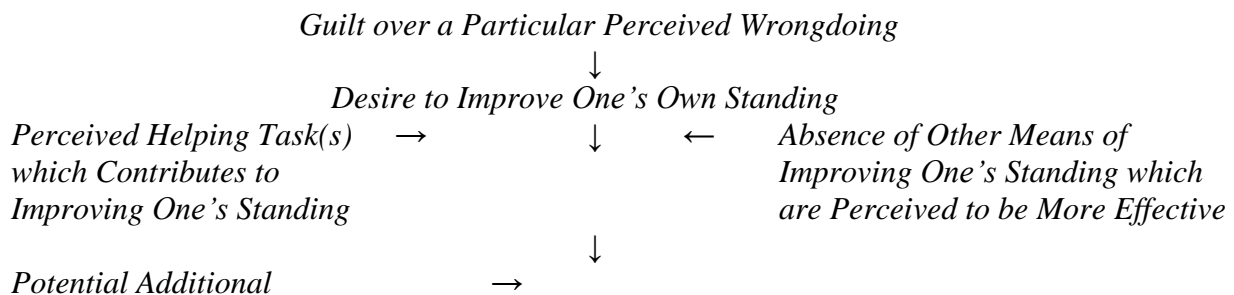 Guilt over a Particular Perceived Wrongdoing
↓
Desire to Improve One’s Own Standing
Perceived Helping Task(s) → ↓ ← Absence of Other Means of
which Contributes to Improving One’s Standing which
Improving One’s Standing are Perceived to be More Effective
↓
Potential Additional →